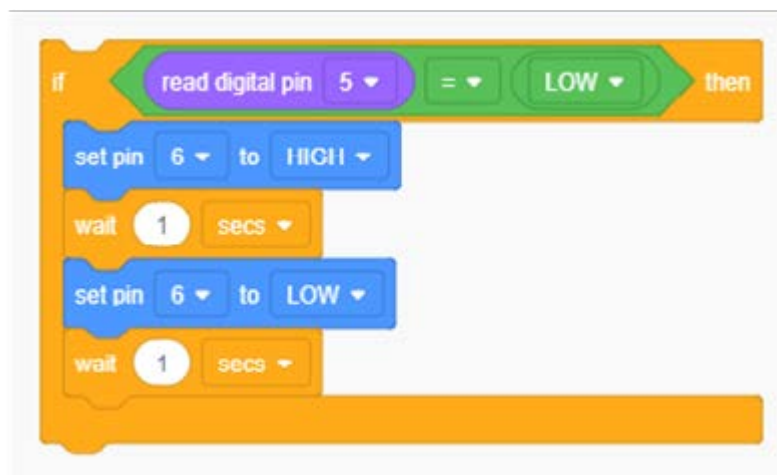 if read digital pin 5 = LOW then
set pin 6 to HIGH
wait 1 secs
set pin 6 to LOW
wait 1 secs